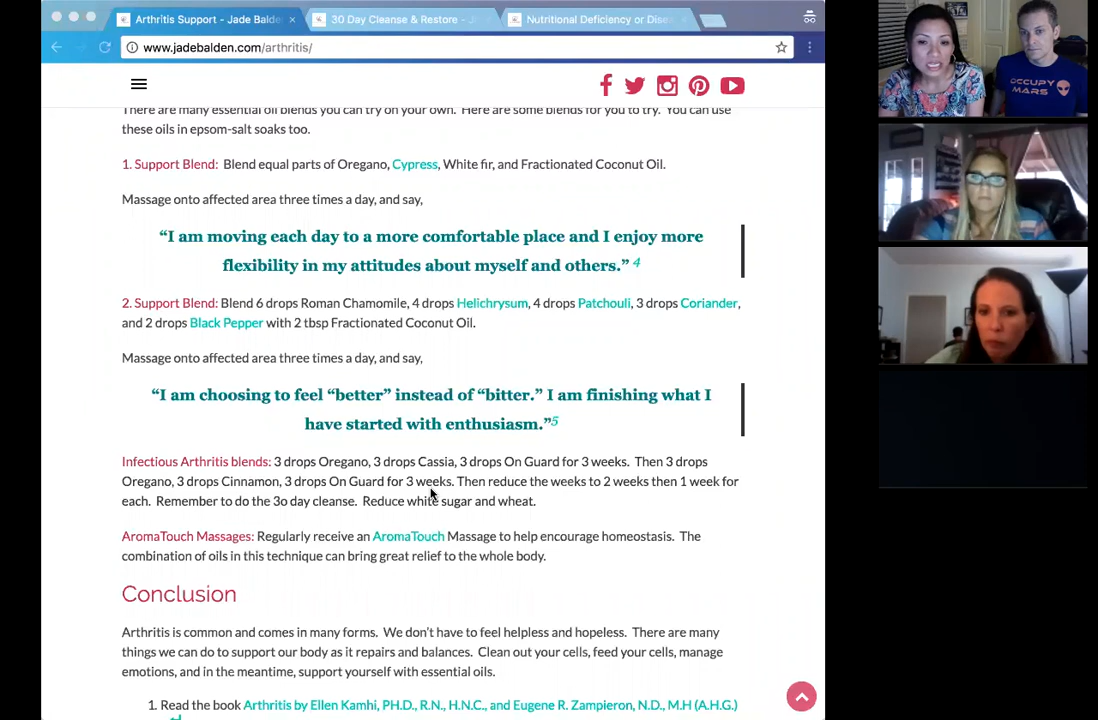 Arthritis Support - Jade Balde
30 Day Cleanse & Restore -
Nutritional Deficiency or Dise
www.jadebalden.com/arthritis/
There are many essential oil blends you can try on your own. Here are some blends for you to try. You can use
these oils in epsom-salt soaks too.
1. Support Blend: Blend equal parts of Oregano, Cypress, White fir, and Fractionated Coconut Oil.
Massage onto affected area three times a day, and say,
“I am moving each day to a more comfortable place and I enjoy more
flexibility in my attitudes about myself and others.” 4
2. Support Blend: Blend 6 drops Roman Chamomile, 4 drops Helichrysum, 4 drops Patchouli, 3 drops Coriander,
and 2 drops Black Pepper with 2 tbsp Fractionated Coconut Oil.
Massage onto affected area three times a day, and say,
“I am choosing to feel “better” instead of “bitter.” I am finishing what I
have started with enthusiasm.”5
Infectious Arthritis blends: 3 drops Oregano, 3 drops Cassia, 3 drops On Guard for 3 weeks. Then 3 drops
Oregano, 3 drops Cinnamon, 3 drops On Guard for 3 weeks. Then reduce the weeks to 2 weeks then 1 week for
each. Remember to do the 3o day cleanse. Reduce white sugar and wheat.
AromaTouch Massages: Regularly receive an AromaTouch Massage to help encourage homeostasis. The
combination of oils in this technique can bring great relief to the whole body.
Conclusion
Arthritis is common and comes in many forms. We don’t have to feel helpless and hopeless. There are many
things we can do to support our body as it repairs and balances. Clean out your cells, feed your cells, manage
emotions, and in the meantime, support yourself with essential oils.
1. Read the book Arthritis by Ellen Kamhi, PH.D., R.N., H.N.C., and Eugene R. Zampieron, N.D., M.H (A.H.G.)
OCCUPY
MARS